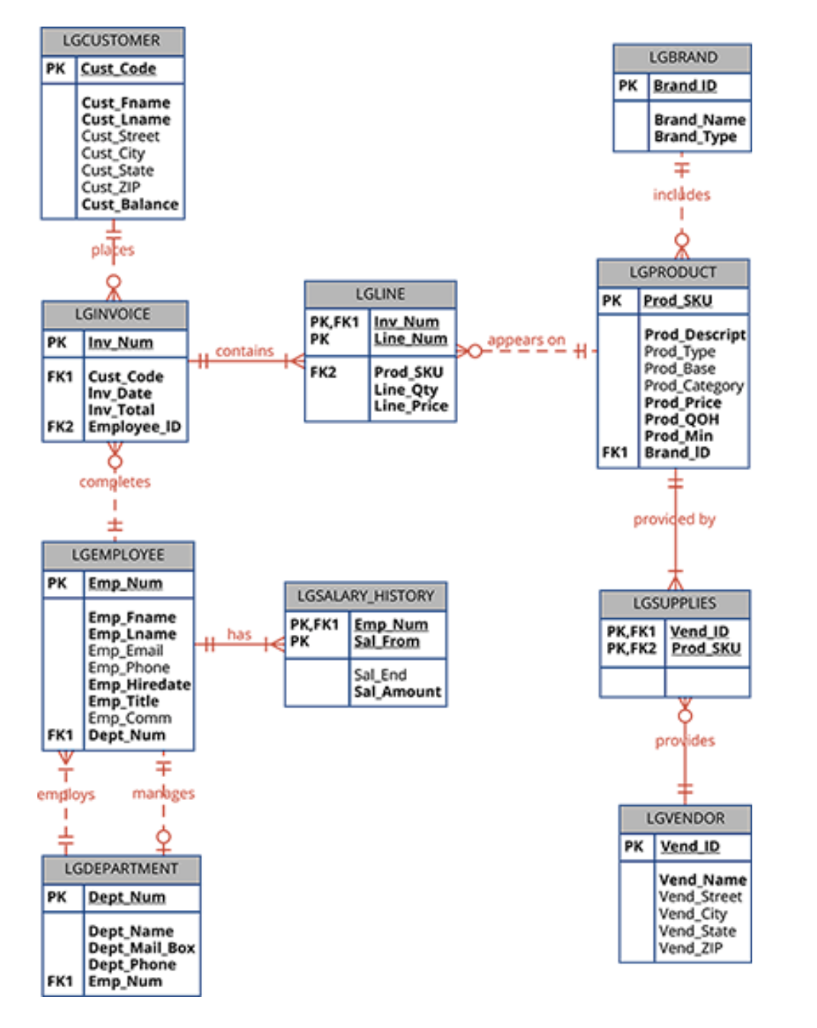 LGCUSTOMER
PK Cust_Code
Cust_Fname
Cust_Lname
Cust_Street
Cust_City
Cust_State
Cust_ZIP
Cust_Balance
places
LGINVOICE
PK Inv_Num
FK1 Cust_Code
Inv_Date
Inv_Total
FK2 Employee_ID
contains
LGLINE
PK,FK1 Inv_Num
PK Line_Num
FK2 Prod_SKU
Line_Qty
Line_Price
appears on
LGBRAND
PK Brand ID
Brand_Name
Brand_Type
includes
LGPRODUCT
PK Prod_SKU
Prod_Descript
Prod_Type
Prod_Base
Prod_Category
Prod_Price
Prod_QOH
Prod_Min
FK1 Brand_ID
completes
LGEMPLOYEE
PK Emp_Num
Emp_Fname
Emp_Lname
Emp_Email
Emp_Phone
Emp_Hiredate
Emp_Title
Emp_Comm
FK1 Dept_Num
has
LGSALARY_HISTORY
PK,FK1 Emp_Num
PK Sal_From
Sal_End
Sal_Amount
provided by
LGSUPPLIES
PK,FK1 Vend_ID
PK,FK2 Prod_SKU
provides
employs
manages
LGDEPARTMENT
PK Dept_Num
Dept_Name
Dept_Mail_Box
Dept_Phone
FK1 Emp_Num
LGVENDOR
PK Vend_ID
Vend_Name
Vend_Street
Vend_City
Vend_State
Vend_ZIP